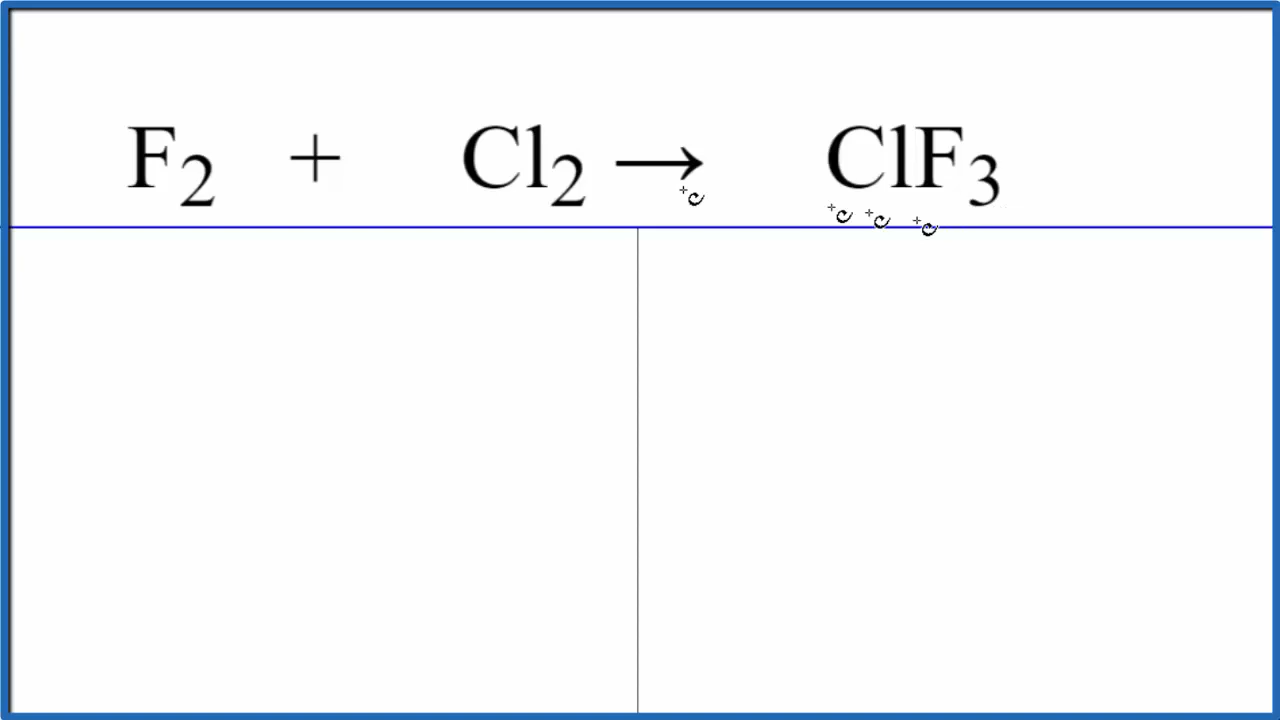 F₂ + Cl₂ → ClF₃